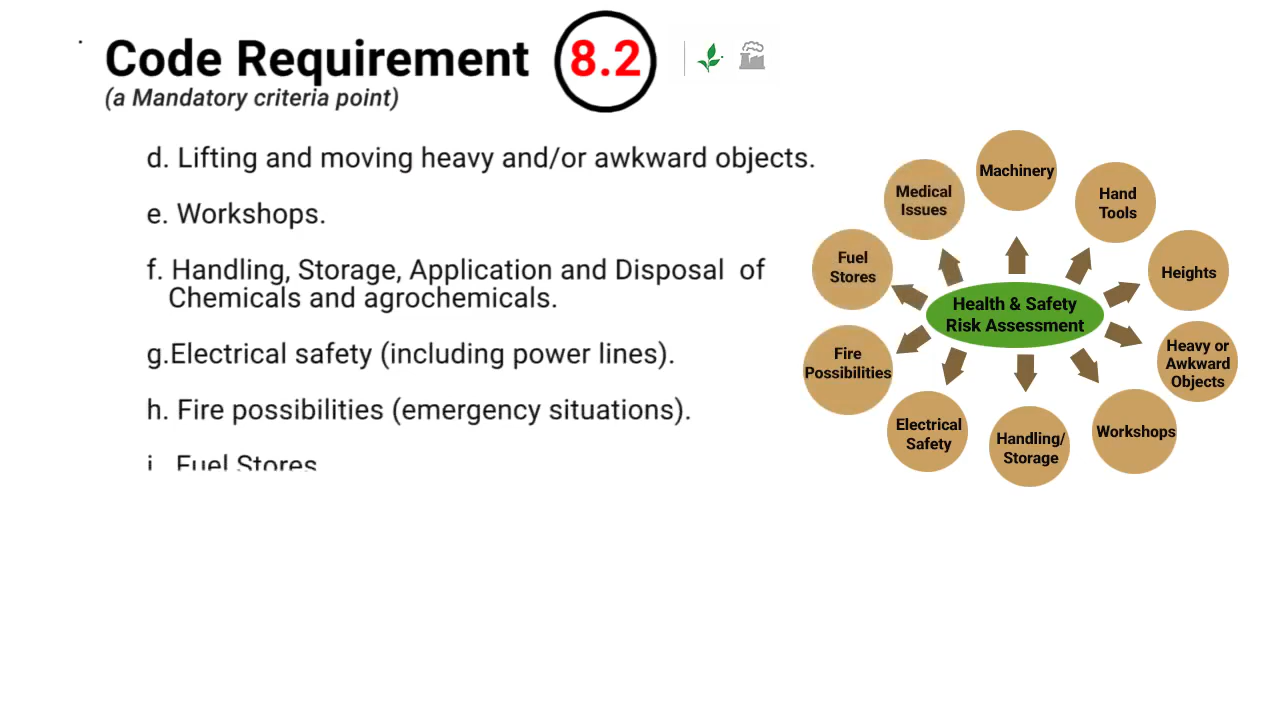 Code Requirement 8.2
(a Mandatory criteria point)
d. Lifting and moving heavy and/or awkward objects.
e. Workshops.
f. Handling, Storage, Application and Disposal  of
Chemicals and agrochemicals.
g.Electrical safety (including power lines).
h. Fire possibilities (emergency situations).
i. Fuel Stores
Machinery
Hand
Tools
Heights
Heavy or
Awkward
Objects
Workshops
Handling/
Storage
Electrical
Safety
Fire
Possibilities
Fuel
Stores
Medical
Issues
Health & Safety
Risk Assessment